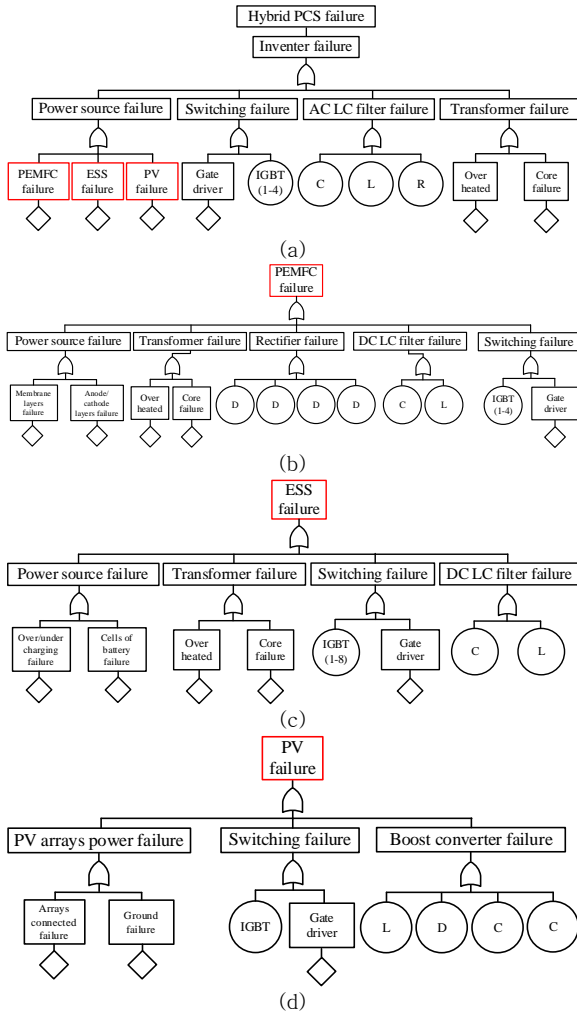 Hybrid PCS failure
Inventer failure
Power source failure
Switching failure
AC LC filter failure
Transformer failure
PEMFC
failure
ESS
failure
PV
failure
Gate
driver
IGBT
(1-4)
C
L
R
Over
heated
Core
failure
(a)
PEMFC
failure
Power source failure
Transformer failure
Rectifier failure
DC LC filter failure
Switching failure
Membrane
layers
failure
Anode/
cathode
layers failure
Over
heated
Core
failure
D
D
D
D
C
L
IGBT
(1-4)
Gate
driver
(b)
ESS
failure
Power source failure
Transformer failure
Switching failure
DC LC filter failure
Over/under
charging
failure
Cells of
battery
failure
Over
heated
Core
failure
IGBT
(1-8)
Gate
driver
C
L
(c)
PV
failure
PV arrays power failure
Switching failure
Boost converter failure
Arrays
connected
failure
Ground
failure
IGBT
Gate
driver
L
D
C
C
(d)